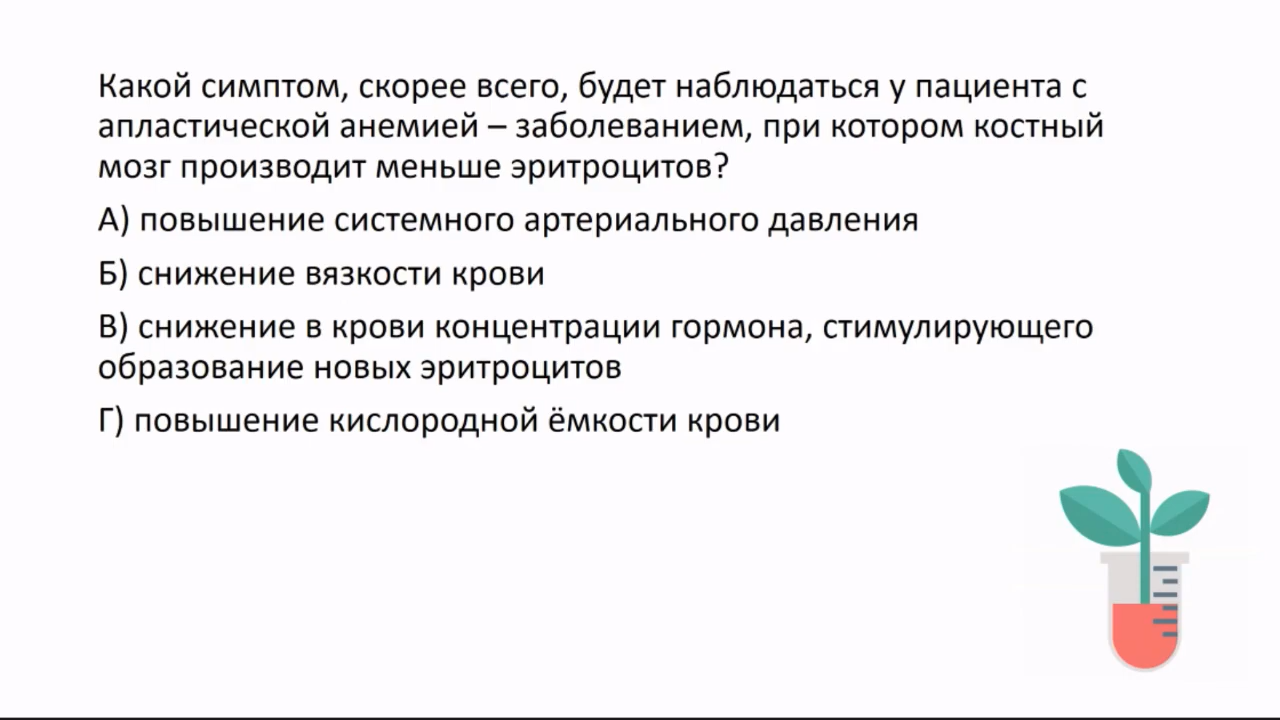 Какой симптом, скорее всего, будет наблюдаться у пациента с
апластической анемией – заболеванием, при котором костный
мозг производит меньше эритроцитов?
А) повышение системного артериального давления
Б) снижение вязкости крови
В) снижение в крови концентрации гормона, стимулирующего
образование новых эритроцитов
Г) повышение кислородной ёмкости крови